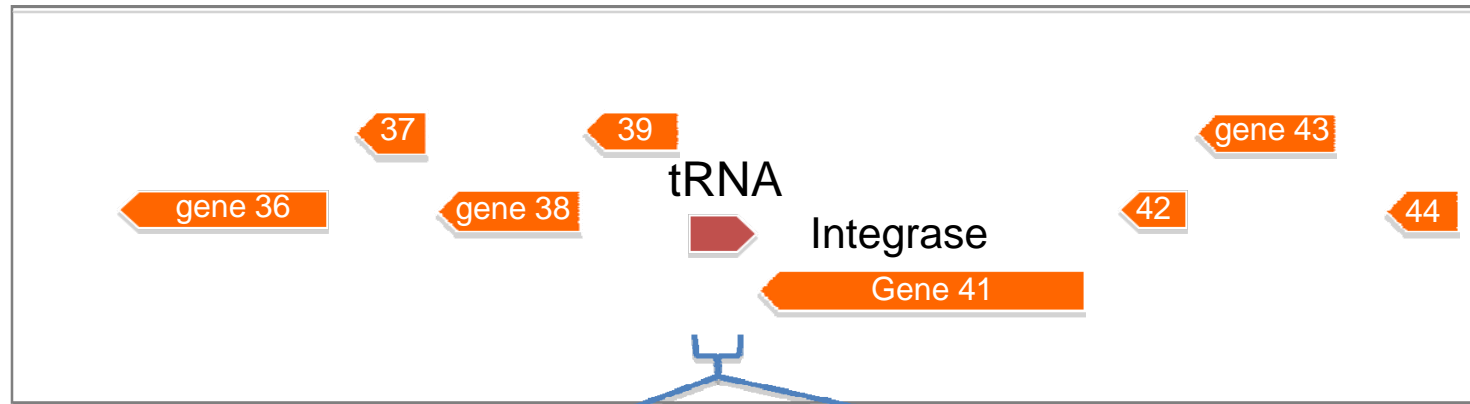 37
39
gene 43
tRNA
gene 36
gene 38
42
44
Integrase
Gene 41